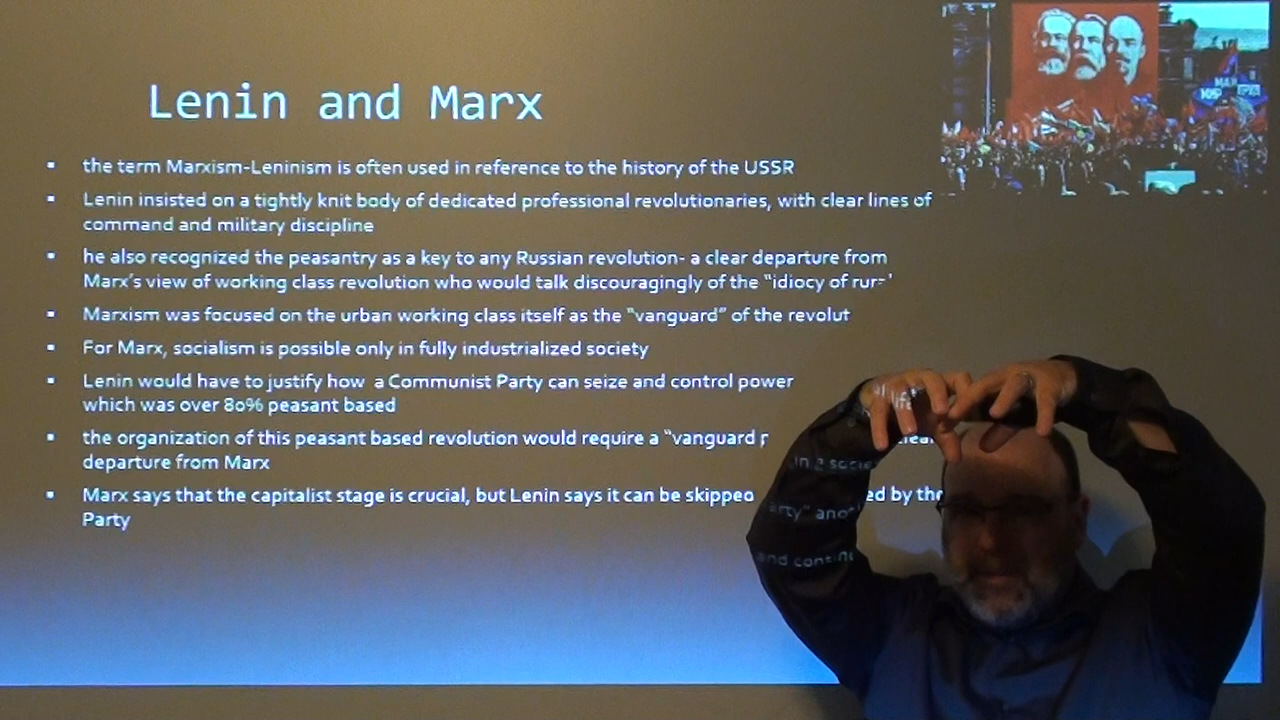 Lenin and Marx
▪ the term Marxism-Leninism is often used in reference to the history of the USSR
▪ Lenin insisted on a tightly knit body of dedicated professional revolutionaries, with clear lines of
command and military discipline
▪ he also recognized the peasantry as a key to any Russian revolution- a clear departure from
Marx's view of working class revolution who would talk discouragingly of the "idiocy of life
▪ Marxism was focused on the urban working class itself as the "vanguard" of the
▪ For Marx, socialism is possible only in fully industrialized society
▪ Lenin would have to justify how a Communist Party can seize and control power in a
which was over 80% peasant based
▪ the organization of this peasant based revolution would require a "vanguard
departure from Marx
▪ Marx says that the capitalist stage is crucial, but Lenin says it can be skipped and by the
Party